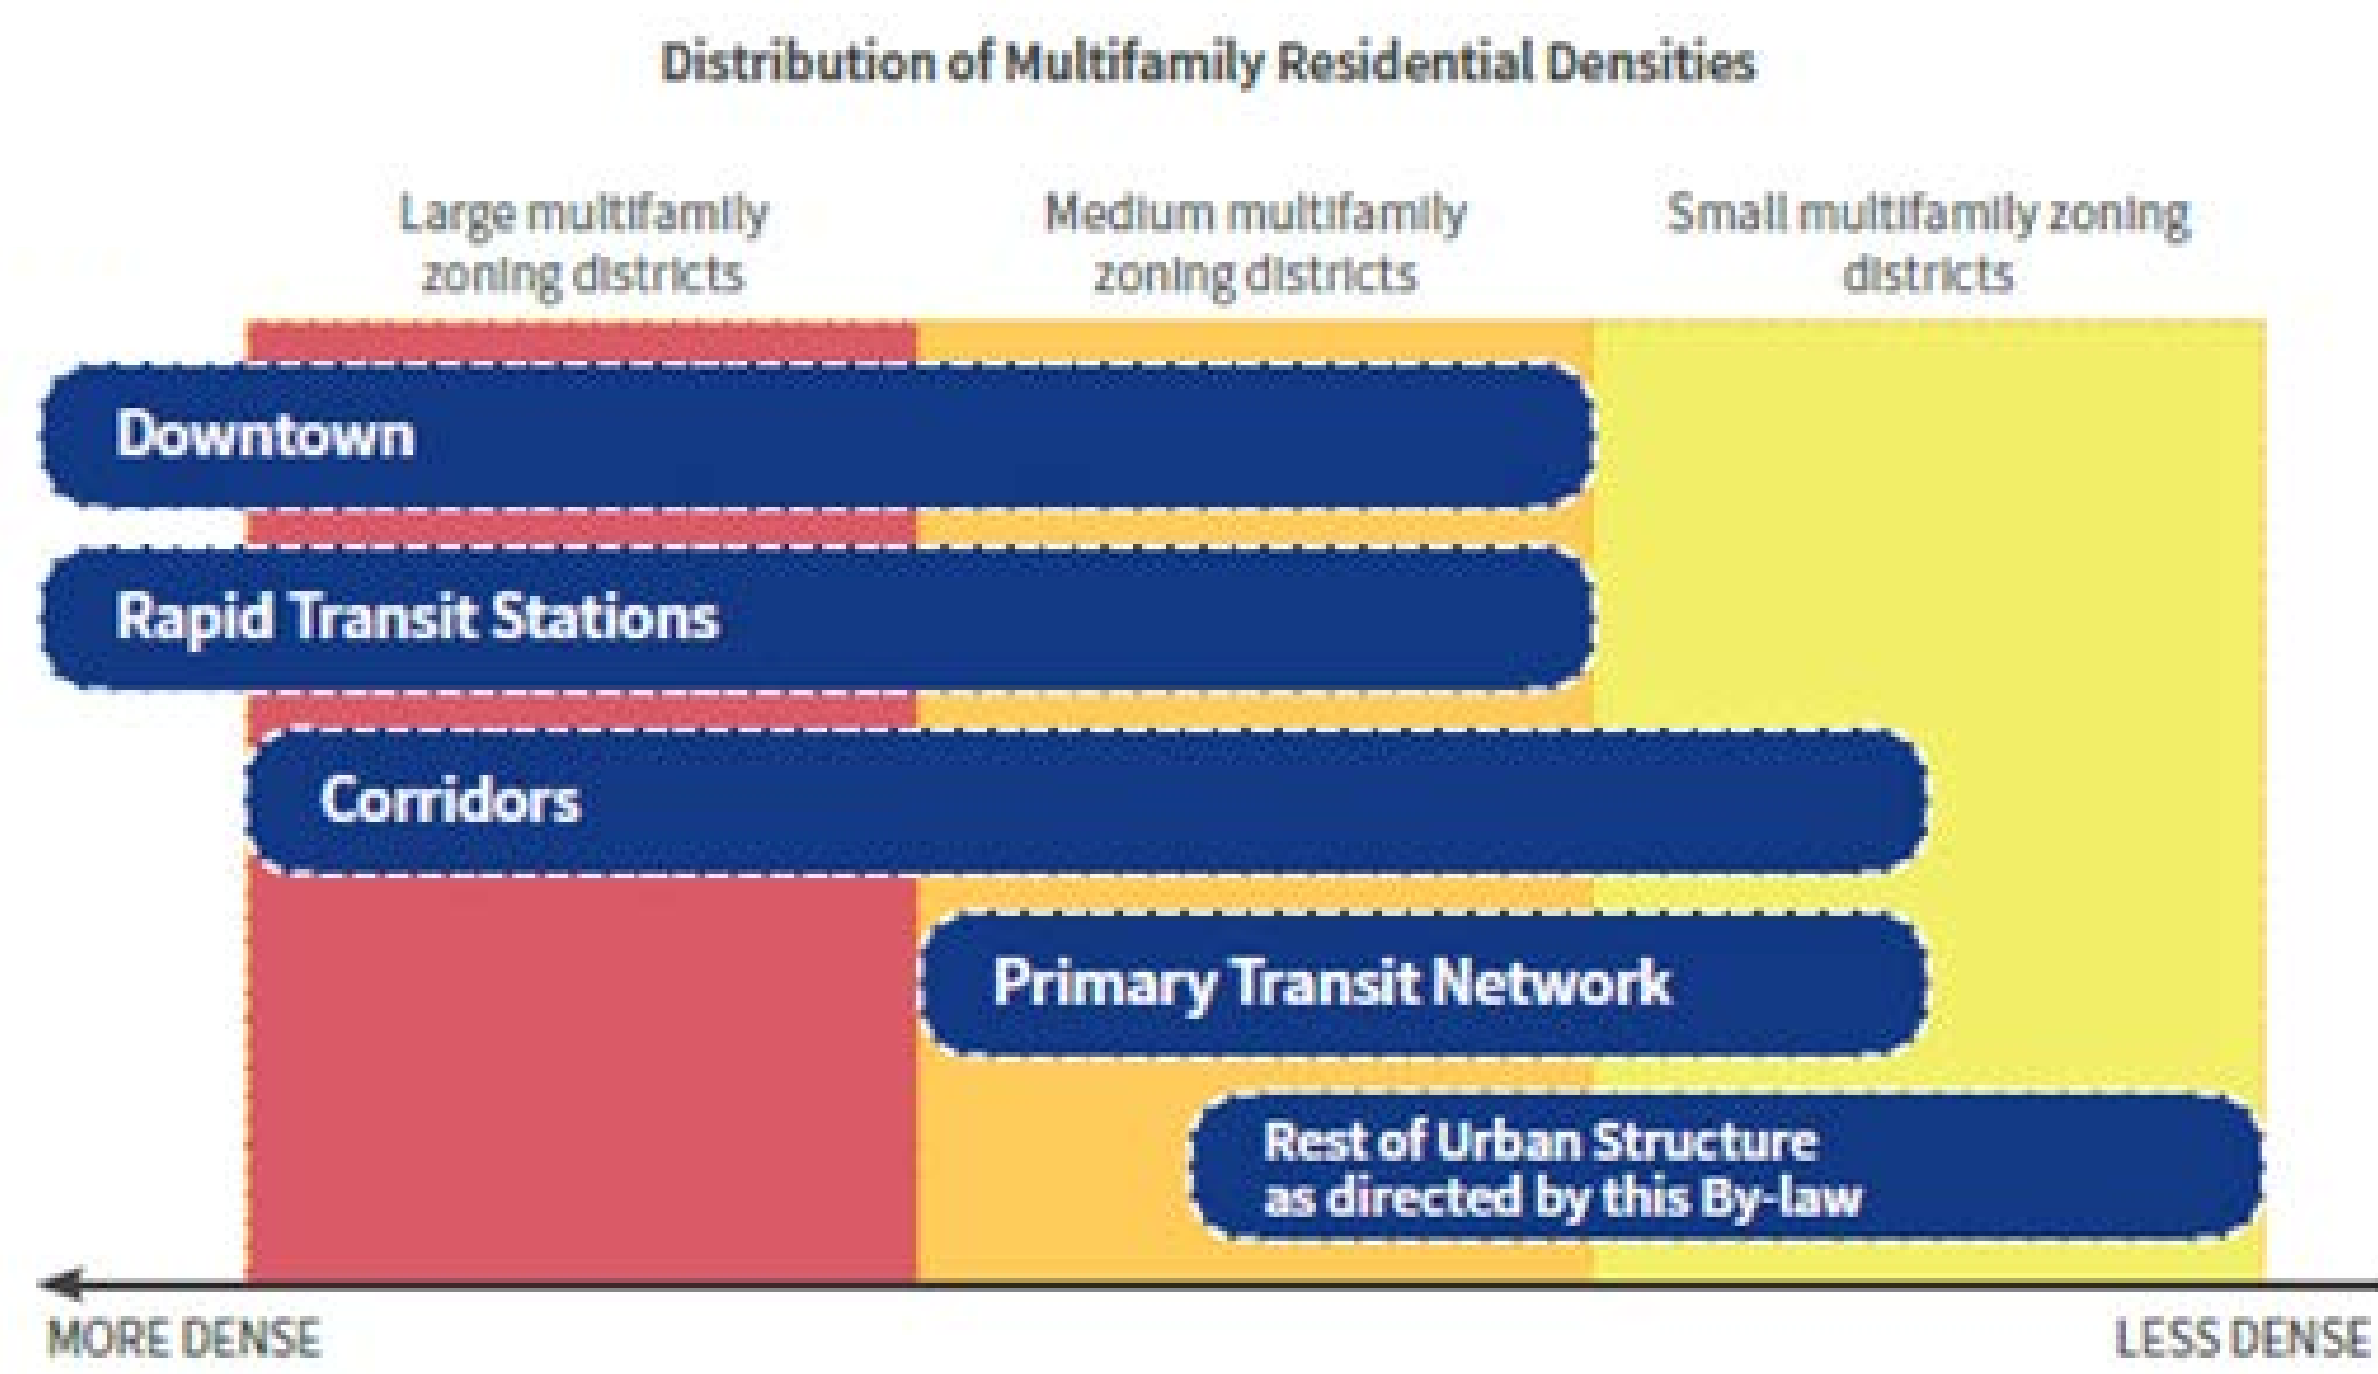 Distribution of Multifamily Residential Densities
Large multifamily
zoning districts
Medium multifamily
zoning districts
Small multifamily zoning
districts
Downtown
Rapid Transit Stations
Corridors
Primary Transit Network
Rest of Urban Structure
as directed by this By-law
MORE DENSE
LESS DENSE